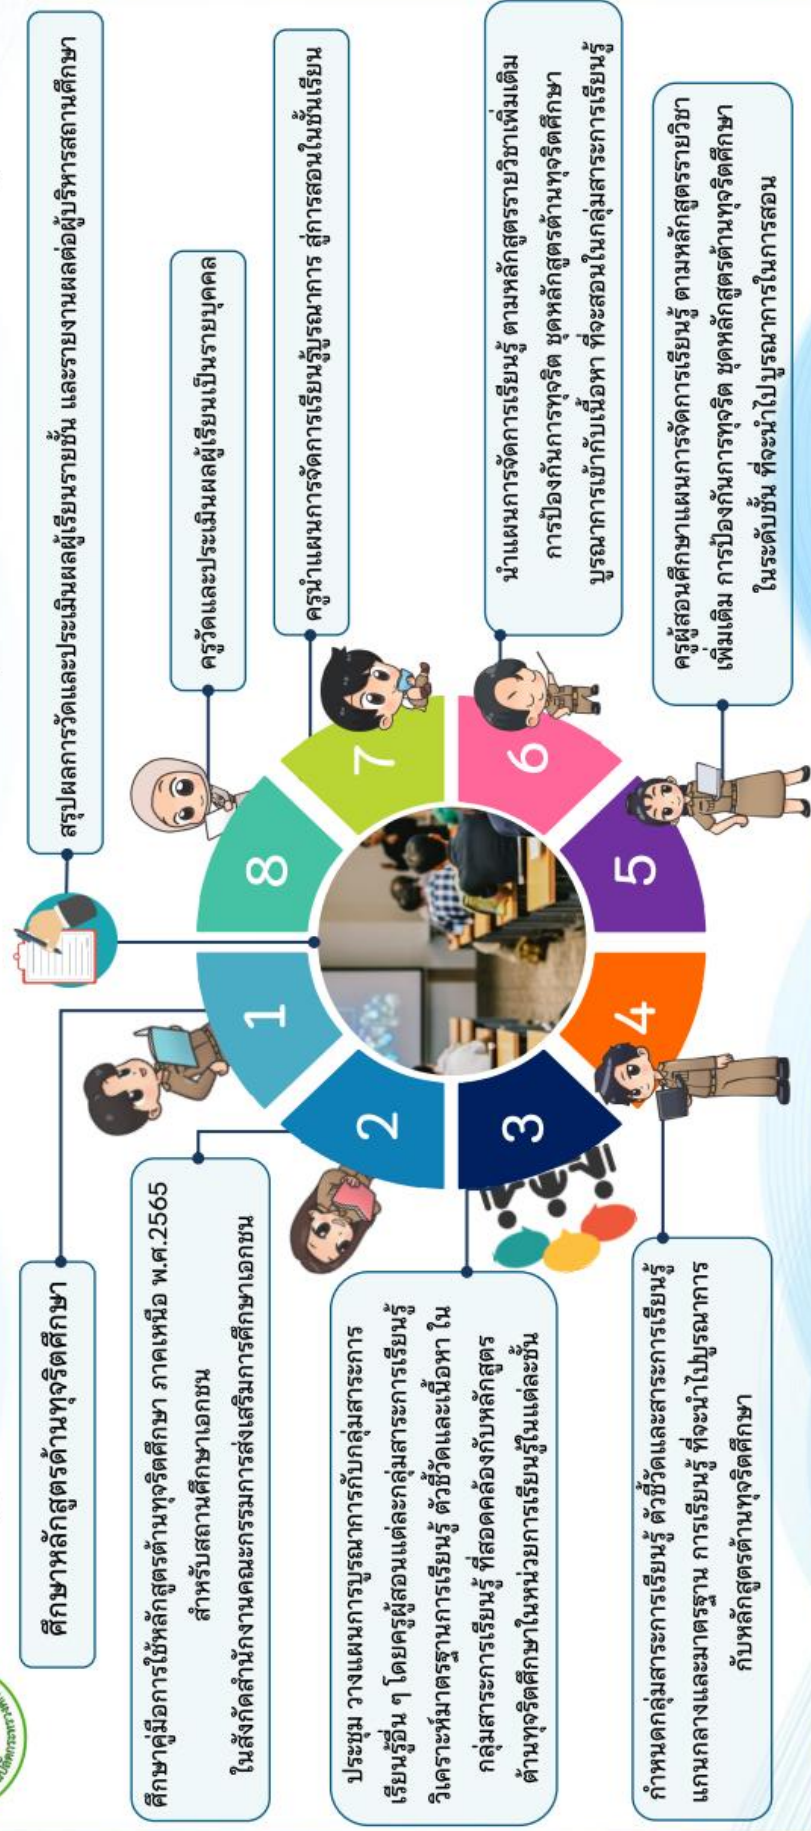 ศึกษาหลักสูตรต้านทุจริตศึกษา
1
ศึกษาคู่มือการใช้หลักสูตรต้านทุจริตศึกษา ภาคเหนือ พ.ศ.2565
สำหรับสถานศึกษาเอกชน
ในสังกัดสำนักงานคณะกรรมการส่งเสริมการศึกษาเอกชน
2
ประชุม วางแผนการบูรณาการกับกลุ่มสาระการ
เรียนรู้อื่น ๆ โดยครูผู้สอนแต่ละกลุ่มสาระการเรียนรู้
วิเคราะห์มาตรฐานการเรียนรู้ ตัวชี้วัดและเนื้อหา ใน
กลุ่มสาระการเรียนรู้ ที่สอดคล้องกับหลักสูตร
ต้านทุจริตศึกษาในหน่วยการเรียนรู้ในแต่ละชั้น
3
กำหนดกลุ่มสาระการเรียนรู้ ตัวชี้วัดและสาระการเรียนรู้
แกนกลางและมาตรฐาน การเรียนรู้ ที่จะนำไปบูรณาการ
กับหลักสูตรต้านทุจริตศึกษา
4
ครูผู้สอนศึกษาแผนการจัดการเรียนรู้ ตามหลักสูตรรายวิชา
เพิ่มเติม การป้องกันการทุจริต ชุดหลักสูตรต้านทุจริตศึกษา
ในระดับชั้น ที่จะนำไปบูรณาการในการสอน
5
นำแผนการจัดการเรียนรู้ ตามหลักสูตรรายวิชาเพิ่มเติม
การป้องกันการทุจริต ชุดหลักสูตรต้านทุจริตศึกษา
บูรณาการเข้ากับเนื้อหา ที่จะสอนในกลุ่มสาระการเรียนรู้
6
ครูนำแผนการจัดการเรียนรู้บูรณาการ สู่การสอนในชั้นเรียน
7
ครูวัดและประเมินผลผู้เรียนเป็นรายบุคคล
8
สรุปผลการวัดและประเมินผลผู้เรียนรายชั้น และรายงานผลต่อผู้บริหารสถานศึกษา